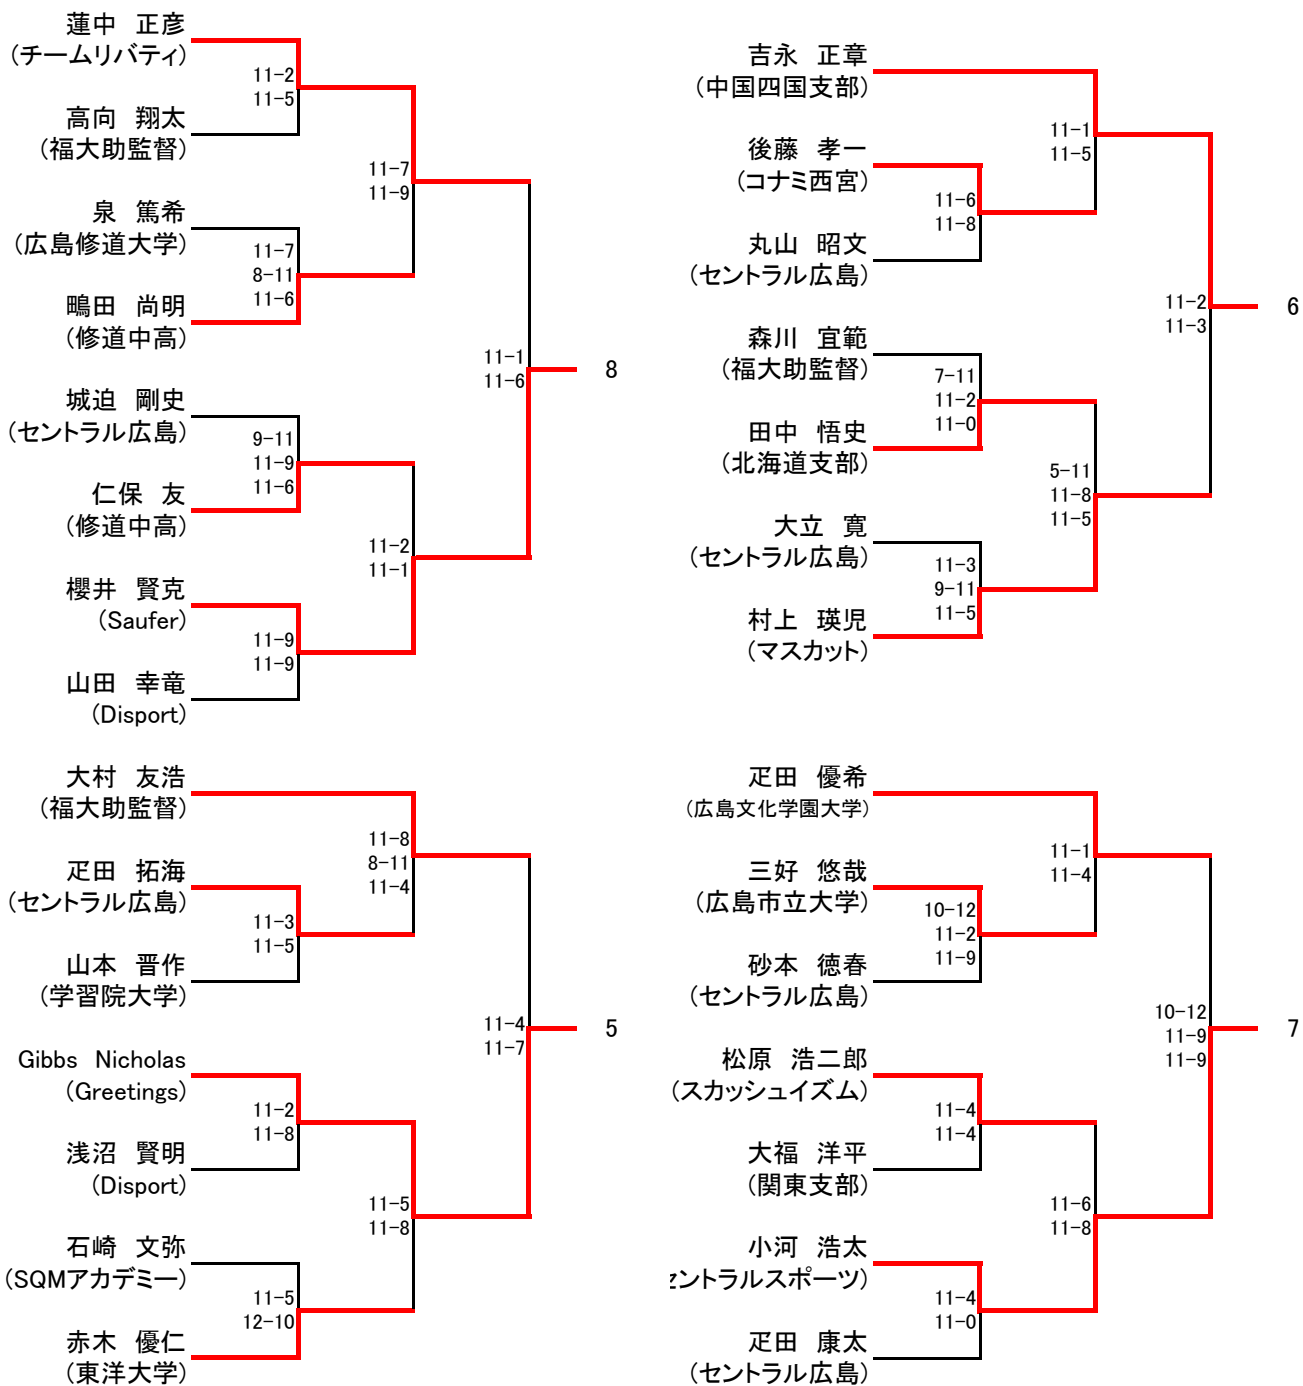 蓮中 正彦
(チームリバティ)
11-2
11-5
高向 翔太
(福大助監督)
11-7
11-9
泉 篤希
(広島修道大学)
11-7
8-11
11-6
鴫田 尚明
(修道中高)
11-1
11-6
8
城迫 剛史
(セントラル広島)
9-11
11-9
11-6
仁保 友
(修道中高)
11-2
11-1
櫻井 賢克
(Saufer)
11-9
11-9
山田 幸竜
(Disport)
吉永 正章
(中国四国支部)
11-1
11-5
後藤 孝一
(コナミ西宮)
11-6
11-8
丸山 昭文
(セントラル広島)
11-2
11-3
6
森川 宜範
(福大助監督)
7-11
11-2
11-0
田中 悟史
(北海道支部)
5-11
11-8
11-5
大立 寛
(セントラル広島)
11-3
9-11
11-5
村上 瑛児
(マスカット)
大村 友浩
(福大助監督)
11-8
8-11
11-4
疋田 拓海
(セントラル広島)
11-3
11-5
山本 晋作
(学習院大学)
11-4
11-7
5
Gibbs Nicholas
(Greetings)
11-2
11-8
浅沼 賢明
(Disport)
11-5
11-8
石崎 文弥
(SQMアカデミー)
11-5
12-10
赤木 優仁
(東洋大学)
疋田 優希
(広島文化学園大学)
11-1
11-4
三好 悠哉
(広島市立大学)
10-12
11-2
11-9
砂本 徳春
(セントラル広島)
10-12
11-9
11-9
7
松原 浩二郎
(スカッシュイズム)
11-4
11-4
大福 洋平
(関東支部)
11-6
11-8
小河 浩太
セントラルスポーツ)
11-4
11-0
疋田 康太
(セントラル広島)